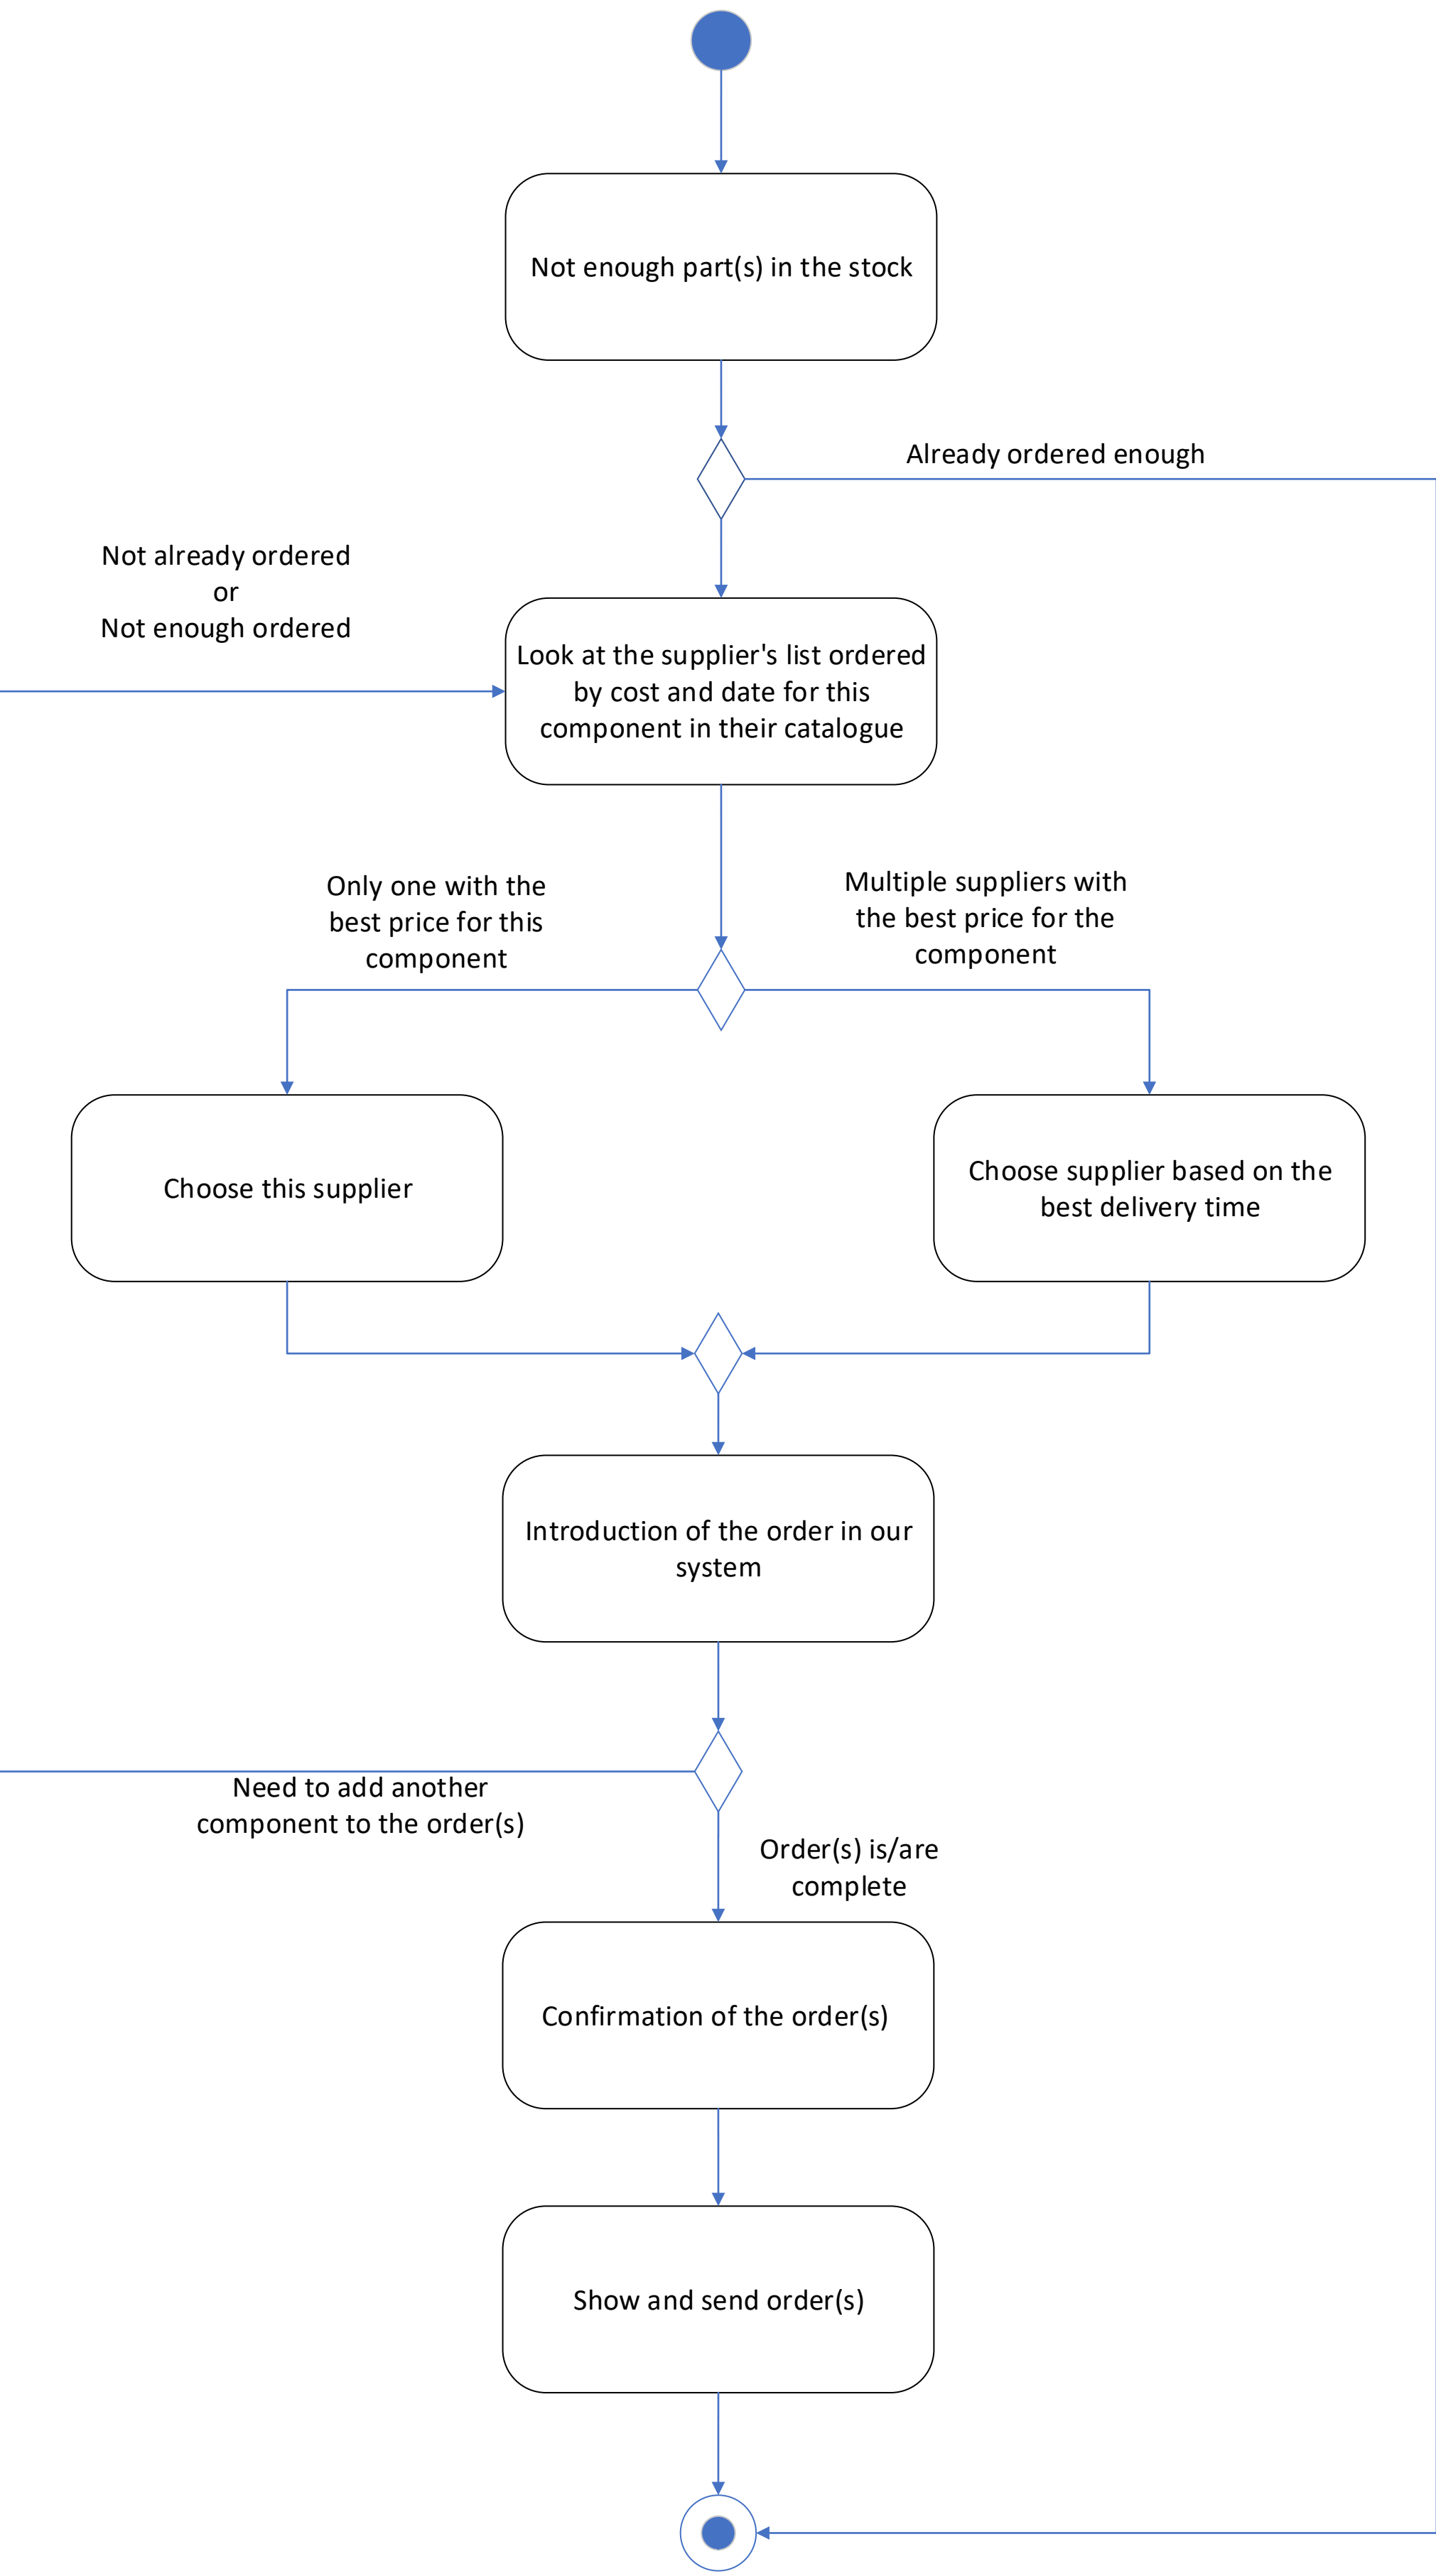 Not enough part(s) in the stock
Already ordered enough
Not already ordered
or
Not enough ordered
Look at the supplier's list ordered
by cost and date for this
component in their catalogue
Only one with the
best price for this
component
Multiple suppliers with
the best price for the
component
Choose this supplier
Choose supplier based on the
best delivery time
Introduction of the order in our
system
Need to add another
component to the order(s)
Order(s) is/are
complete
Confirmation of the order(s)
Show and send order(s)